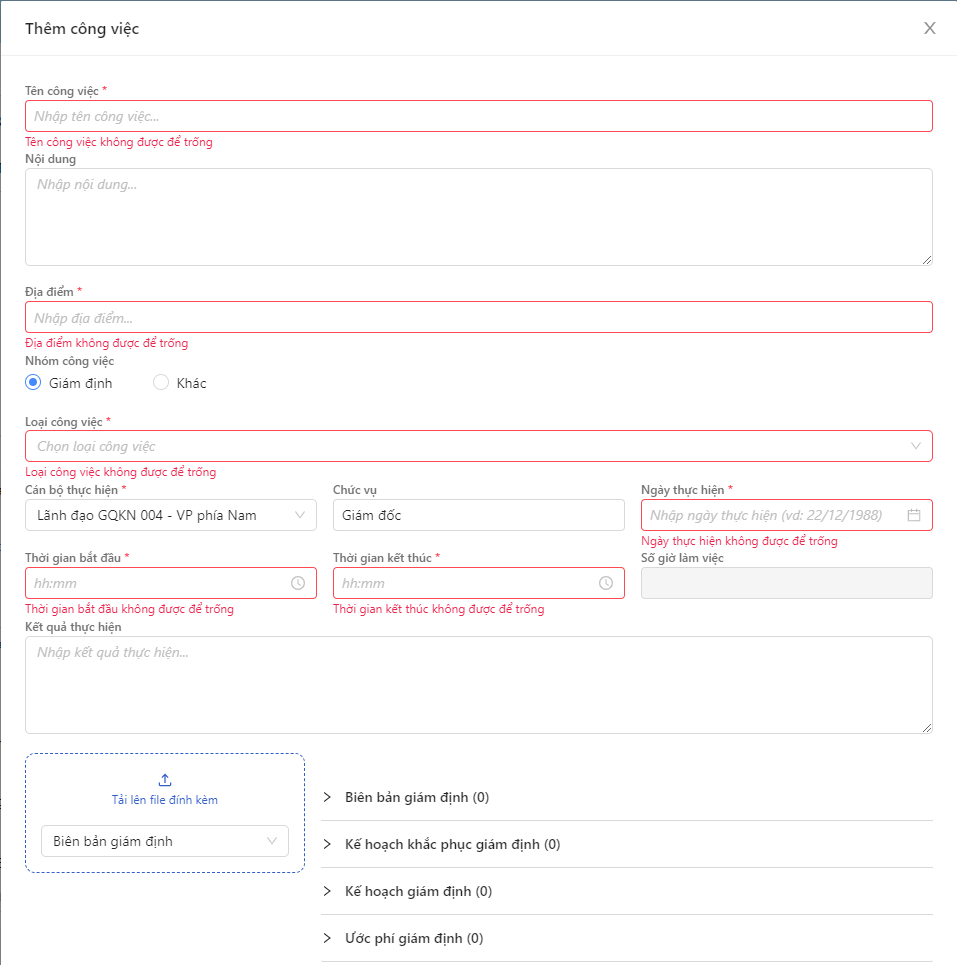 Thêm công việc
Tên công việc *
Nhập tên công việc...
Tên công việc không được để trống
Nội dung
Nhập nội dung...
Địa điểm *
Nhập địa điểm...
Địa điểm không được để trống
Nhóm công việc
Giám định Khác
Loại công việc *
Chọn loại công việc
Loại công việc không được để trống
Cán bộ thực hiện * Chức vụ Ngày thực hiện *
Lãnh đạo GQKN 004 - VP phía Nam Giám đốc Nhập ngày thực hiện (vd: 22/12/1988)
Ngày thực hiện không được để trống
Thời gian bắt đầu * Thời gian kết thúc * Số giờ làm việc
hh:mm hh:mm
Thời gian bắt đầu không được để trống Thời gian kết thúc không được để trống
Kết quả thực hiện
Nhập kết quả thực hiện...
Tải lên file đính kèm
Biên bản giám định
Biên bản giám định (0)
Kế hoạch khắc phục giám định (0)
Kế hoạch giám định (0)
Ước phí giám định (0)